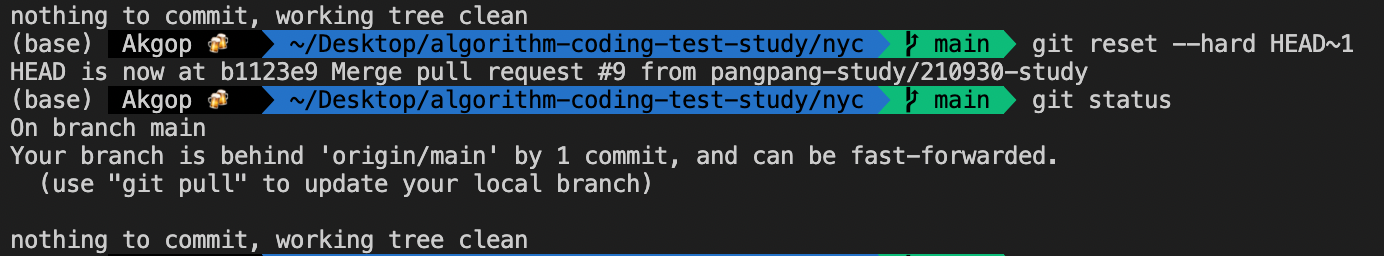 nothing to commit, working tree clean
(base) Akgop 🍻 ~/Desktop/algorithm-coding-test-study/nyc main git reset --hard HEAD~1
HEAD is now at b1123e9 Merge pull request #9 from pangpang-study/210930-study
(base) Akgop 🍻 ~/Desktop/algorithm-coding-test-study/nyc main git status
On branch main
Your branch is behind 'origin/main' by 1 commit, and can be fast-forwarded.
(use "git pull" to update your local branch)
nothing to commit, working tree clean